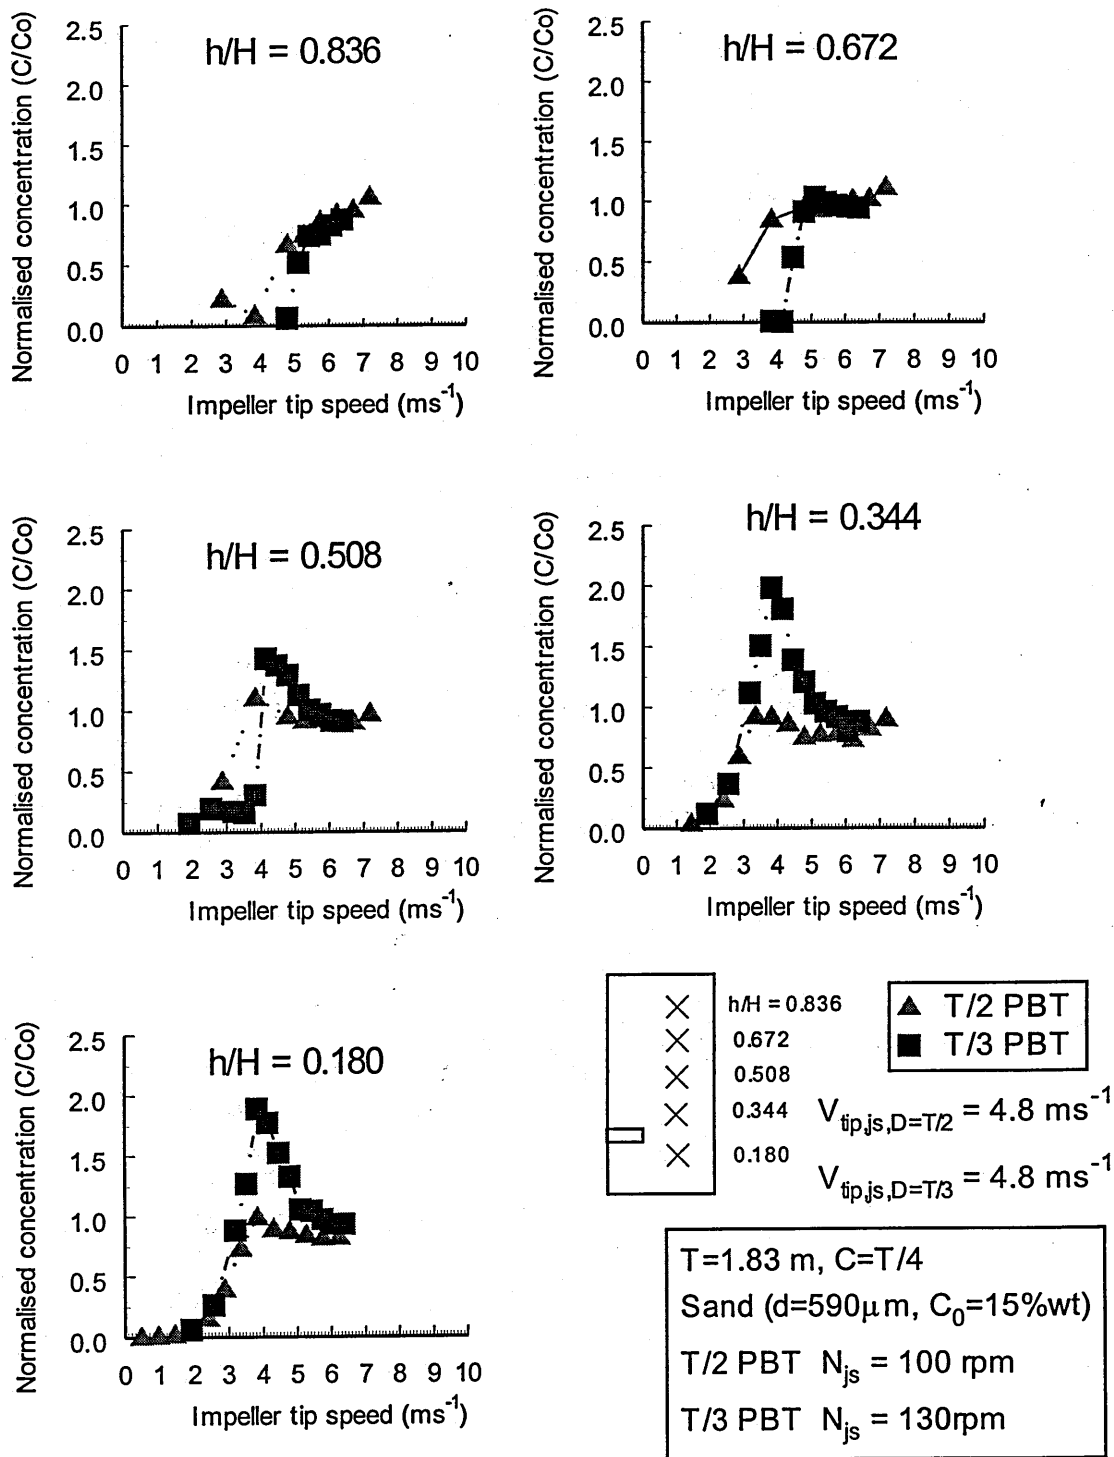 h/H = 0.836
Normalised concentration (C/Co)
2.5
2.0
1.5
1.0
0.5
0.0
0 1 2 3 4 5 6 7 8 9 10
Impeller tip speed (ms⁻¹)
h/H = 0.672
Normalised concentration (C/Co)
2.5
2.0
1.5
1.0
0.5
0.0
0 1 2 3 4 5 6 7 8 9 10
Impeller tip speed (ms⁻¹)
h/H = 0.508
Normalised concentration (C/Co)
2.5
2.0
1.5
1.0
0.5
0.0
0 1 2 3 4 5 6 7 8 9 10
Impeller tip speed (ms⁻¹)
h/H = 0.344
Normalised concentration (C/Co)
2.5
2.0
1.5
1.0
0.5
0.0
0 1 2 3 4 5 6 7 8 9 10
Impeller tip speed (ms⁻¹)
h/H = 0.180
Normalised concentration (C/Co)
2.5
2.0
1.5
1.0
0.5
0.0
0 1 2 3 4 5 6 7 8 9 10
Impeller tip speed (ms⁻¹)
h/H = 0.836
0.672
0.508
0.344
0.180
T/2 PBT
T/3 PBT
V_tip,js,D=T/2 = 4.8 ms⁻¹
V_tip,js,D=T/3 = 4.8 ms⁻¹
T=1.83 m, C=T/4
Sand (d=590μm, C₀=15%wt)
T/2 PBT N_js = 100 rpm
T/3 PBT N_js = 130rpm